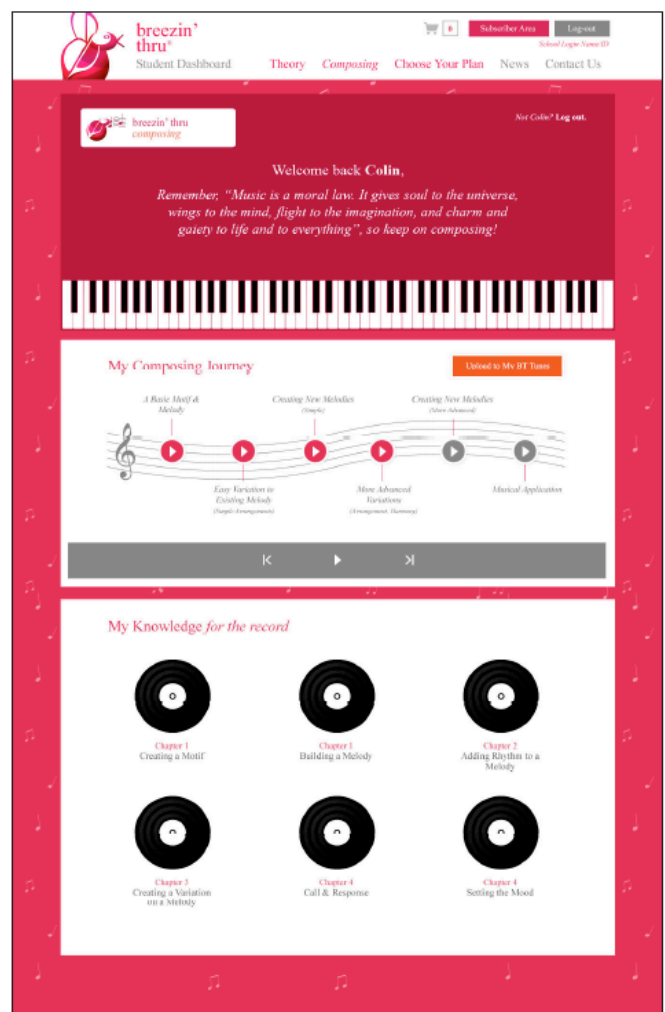 breezin'
thru®
Student Dashboard
0
Subscriber Area
Log-out
School Login Name ID
Theory
Composing
Choose Your Plan
News
Contact Us
breezin' thru
composing
Not Colin? Log out.
Welcome back Colin,
Remember, “Music is a moral law. It gives soul to the universe,
wings to the mind, flight to the imagination, and charm and
gaiety to life and to everything”, so keep on composing!
My Composing Journey
Upload to My BT Tunes
A Basic Motif &
Melody
Creating New Melodies
(Simple)
Creating New Melodies
(More Advanced)
Easy Variation to
Existing Melody
(Simple Arrangements)
More Advanced
Variations
(Arrangement, Harmony)
Musical Application
My Knowledge for the record
Chapter 1
Creating a Motif
Chapter 1
Building a Melody
Chapter 2
Adding Rhythm to a
Melody
Chapter 3
Creating a Variation
on a Melody
Chapter 4
Call & Response
Chapter 4
Setting the Mood